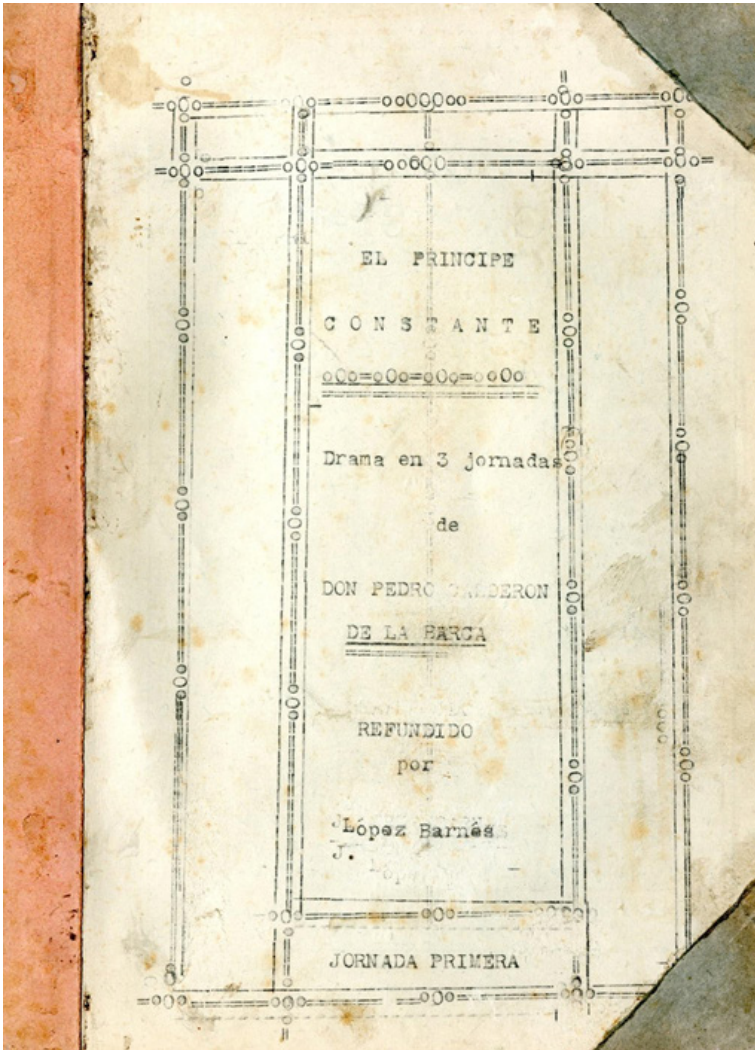 EL PRINCIPE
CONSTANTE
Drama en 3 jornadas
de
DON PEDRO CALDERON
DE LA BARCA
REFUNDIDO
por
J López Barnés
J.
JORNADA PRIMERA